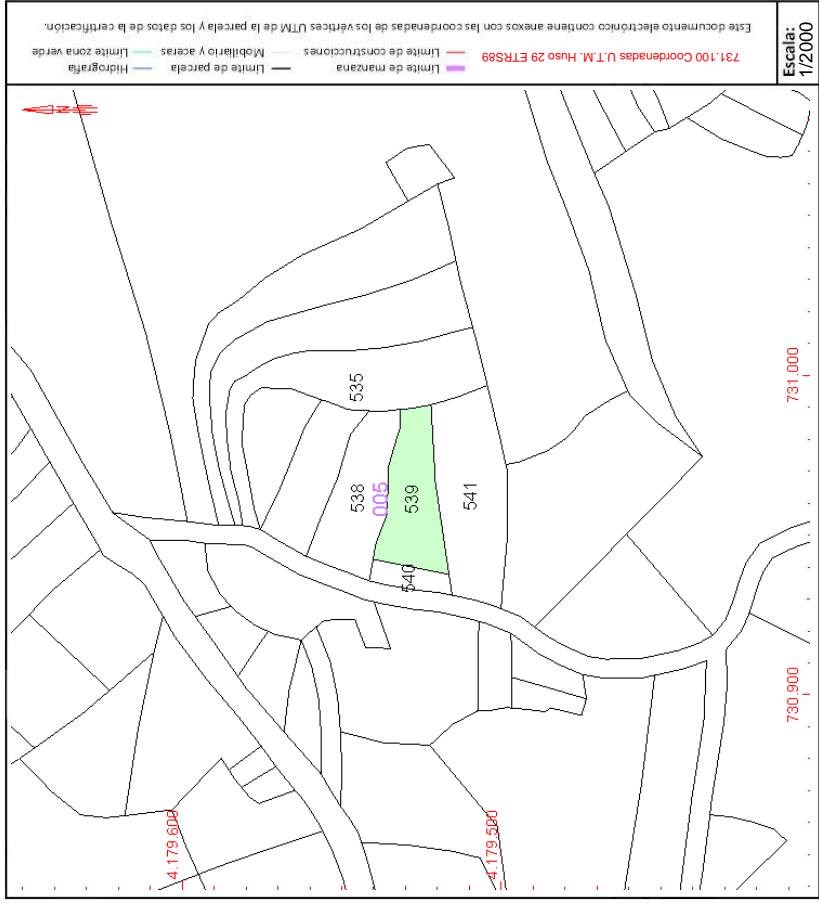 Este documento electrónico contiene anexos con las coordenadas de los vértices UTM de la parcela y los datos de la certificación.
731.100 Coordenadas U.T.M. Huso 29 ETRS89
Límite de manzana
Límite de construcciones
Límite de parcela
Mobiliario y aceras
Hidrografía
Límite zona verde
Escala:
1/2000
N
535
538
005
539
540
541
731.000
730.900
4.179.600
4.179.500